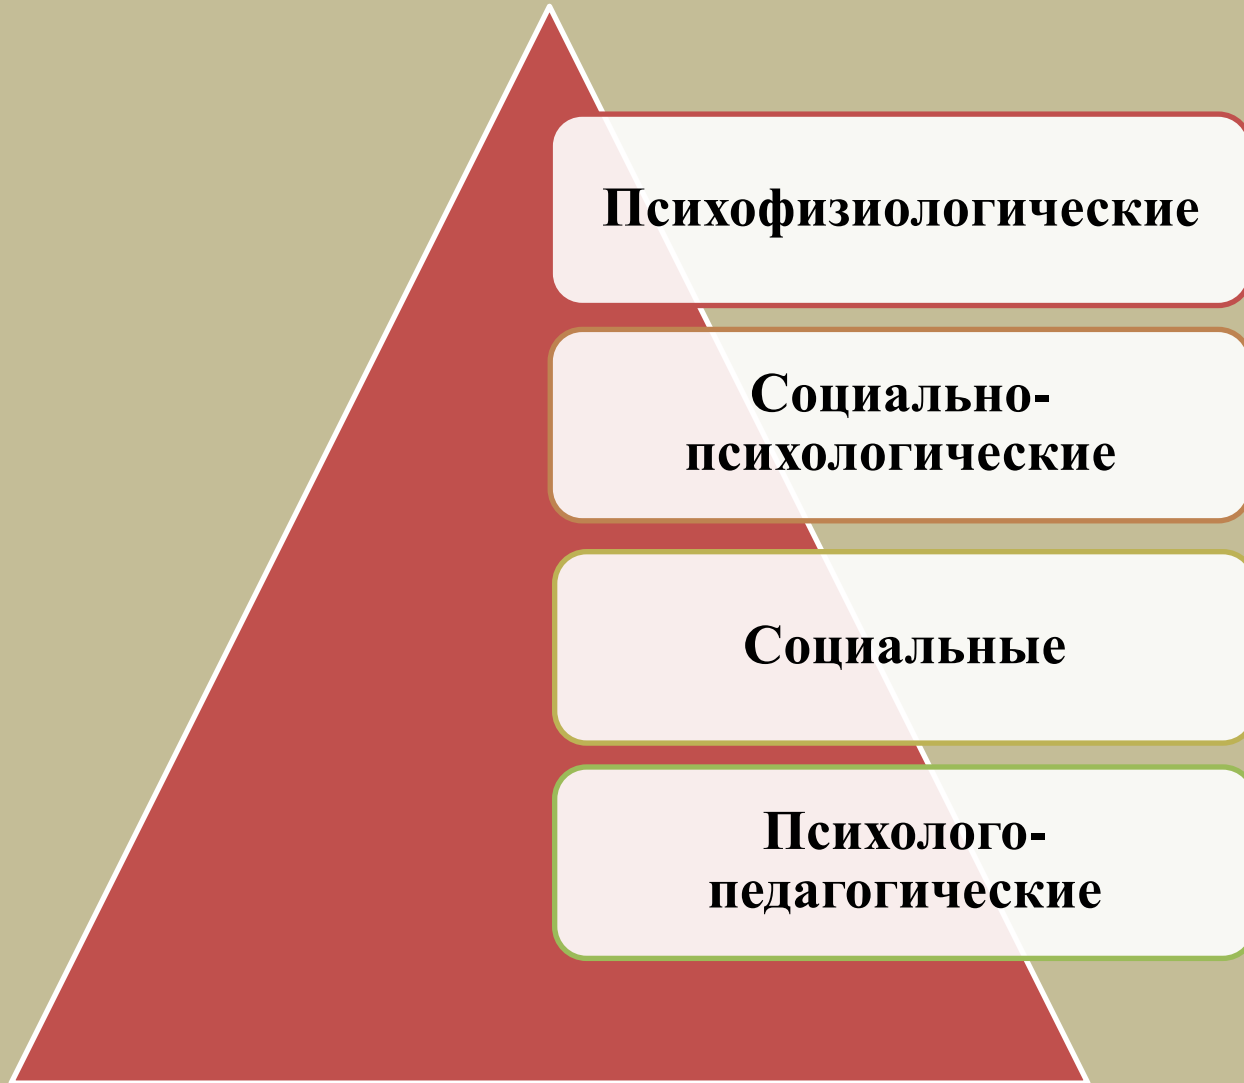 Психофизиологические
Социально-
психологические
Социальные
Психолого-
педагогические